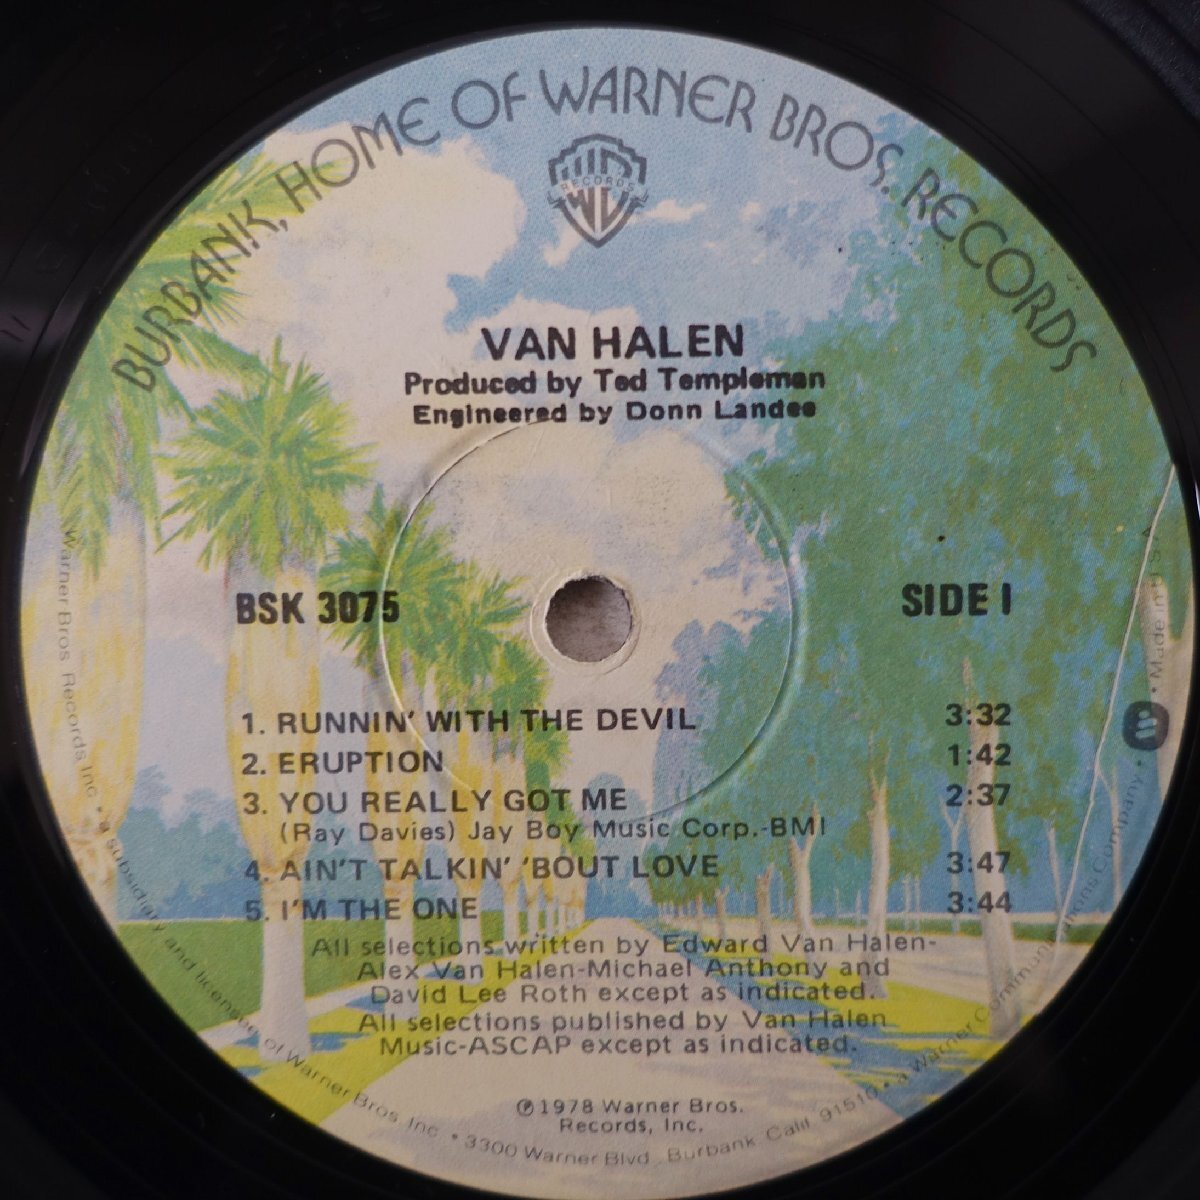 BURBANK, HOME OF WARNER BROS. RECORDS
WB
RECORDS
VAN HALEN
Produced by Ted Templeman
Engineered by Donn Landee
BSK 3075
SIDE 1
1. RUNNIN' WITH THE DEVIL 3:32
2. ERUPTION 1:42
3. YOU REALLY GOT ME 2:37
(Ray Davies) Jay Boy Music Corp.-BMI
4. AIN'T TALKIN' 'BOUT LOVE 3:47
5. I'M THE ONE 3:44
All selections written by Edward Van Halen-
Alex Van Halen-Michael Anthony and
David Lee Roth except as indicated.
All selections published by Van Halen
Music-ASCAP except as indicated.
℗1978 Warner Bros.
Records, Inc.
Warner Bros Records Inc • a subsidiary and licensee of Warner Bros Inc • 3300 Warner Blvd Burbank Calif 91510 • a Warner Communications Company • Made in U.S.A.